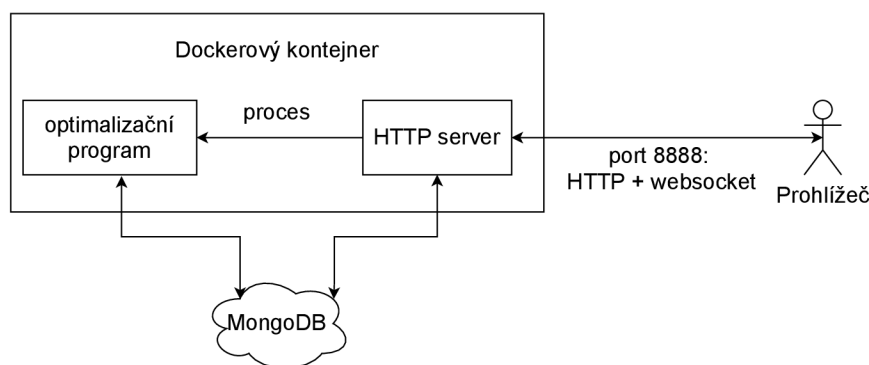 Dockerový kontejner
optimalizační
program
proces
HTTP server
port 8888:
HTTP + websocket
Prohlížeč
MongoDB